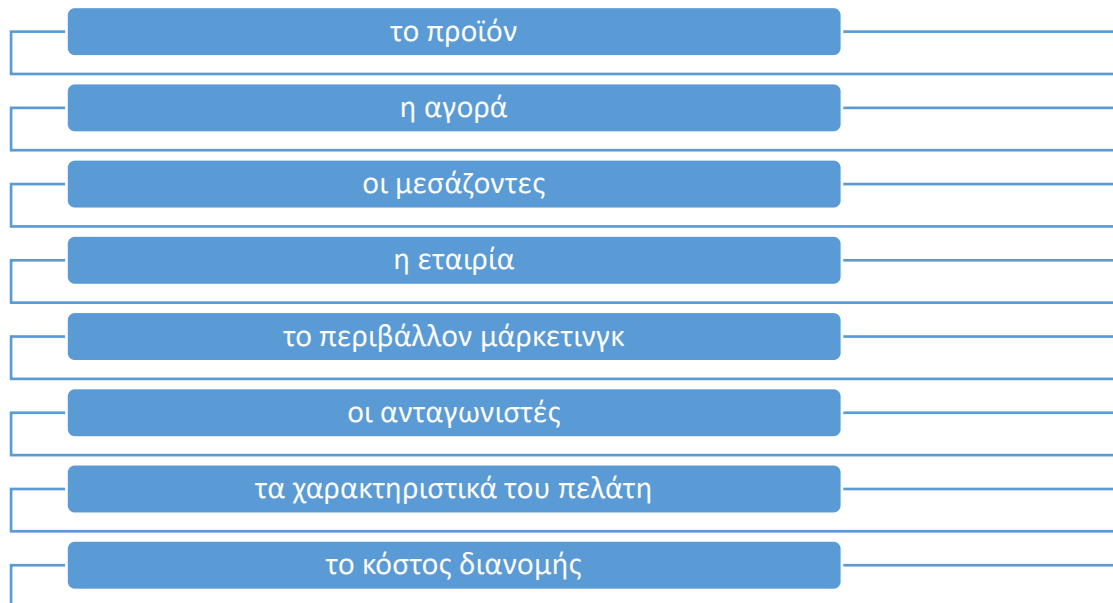 το προϊόν
η αγορά
οι μεσάζοντες
η εταιρία
το περιβάλλον μάρκετινγκ
οι ανταγωνιστές
τα χαρακτηριστικά του πελάτη
το κόστος διανομής